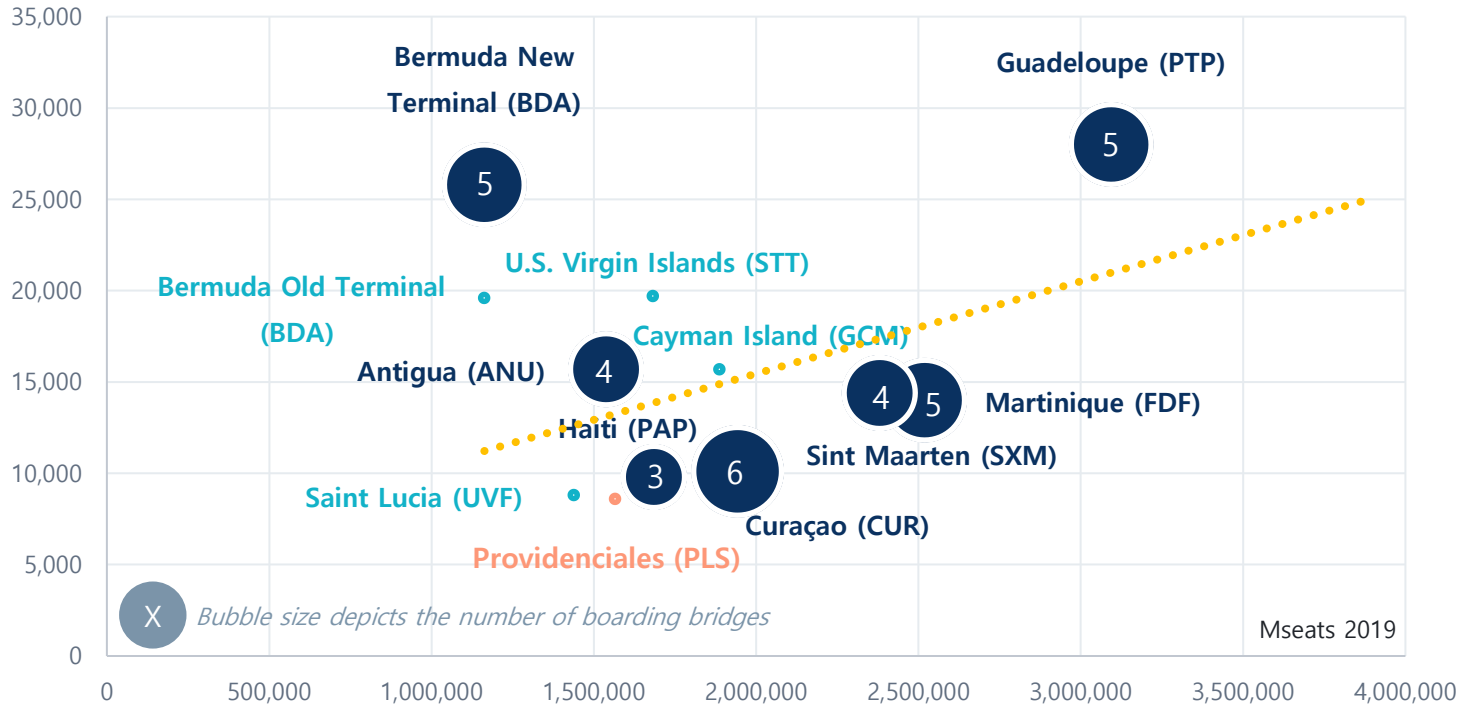 35,000
30,000
25,000
20,000
15,000
10,000
5,000
0
Bermuda New
Terminal (BDA)
5
Guadeloupe (PTP)
5
U.S. Virgin Islands (STT)
Bermuda Old Terminal
(BDA)
Cayman Island (GCM)
Antigua (ANU)
4
4
5
Martinique (FDF)
Haiti (PAP)
3
6
Sint Maarten (SXM)
Saint Lucia (UVF)
Curaçao (CUR)
Providenciales (PLS)
X
Bubble size depicts the number of boarding bridges
Mseats 2019
0
500,000
1,000,000
1,500,000
2,000,000
2,500,000
3,000,000
3,500,000
4,000,000